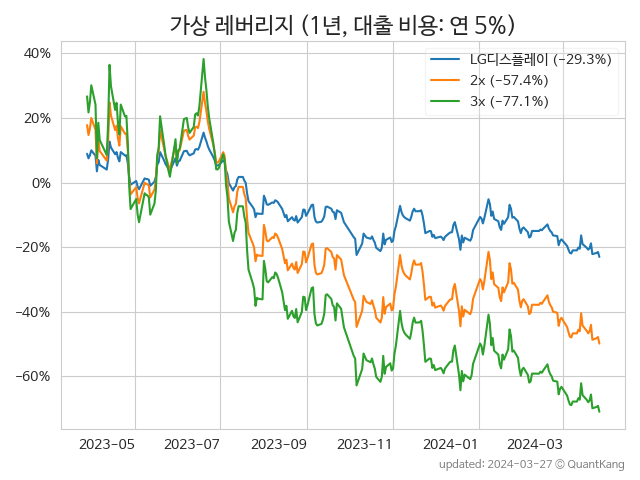 가상 레버리지 (1년, 대출 비용: 연 5%)
LG디스플레이 (−29.3%)
2x (−57.4%)
3x (−77.1%)
40%
20%
0%
−20%
−40%
−60%
2023-05 2023-07 2023-09 2023-11 2024-01 2024-03
updated: 2024-03-27 © QuantKang